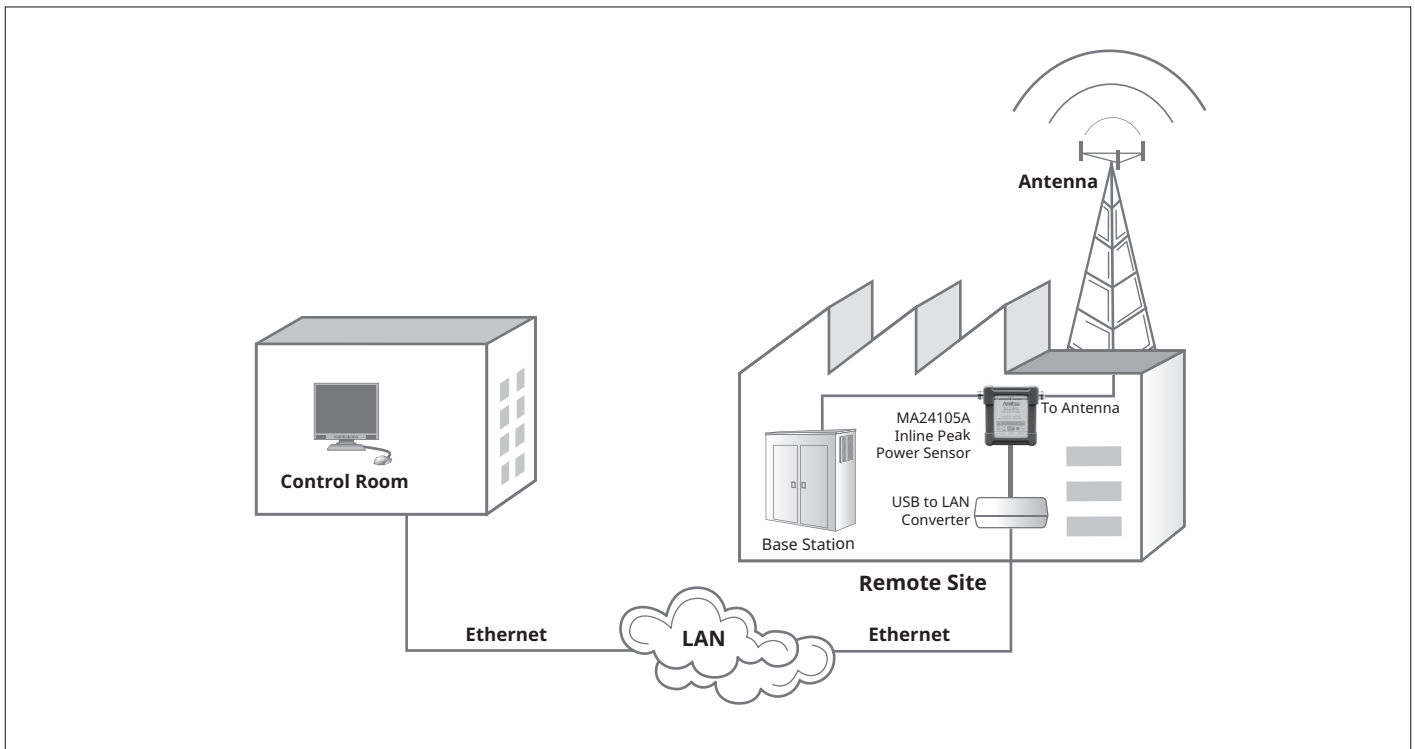 Antenna
MA24105A
Inline Peak
Power Sensor
To Antenna
Control Room
USB to LAN
Converter
Base Station
Remote Site
Ethernet
LAN
Ethernet